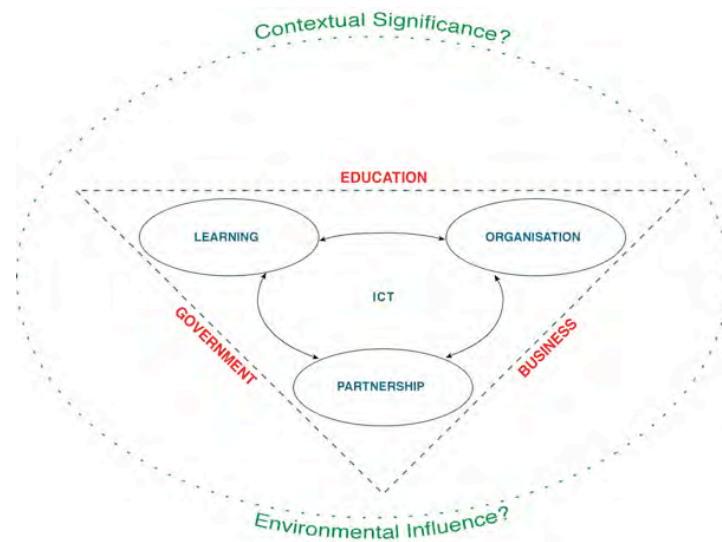 Contextual Significance?
EDUCATION
LEARNING
ORGANISATION
ICT
GOVERNMENT
BUSINESS
PARTNERSHIP
Environmental Influence?